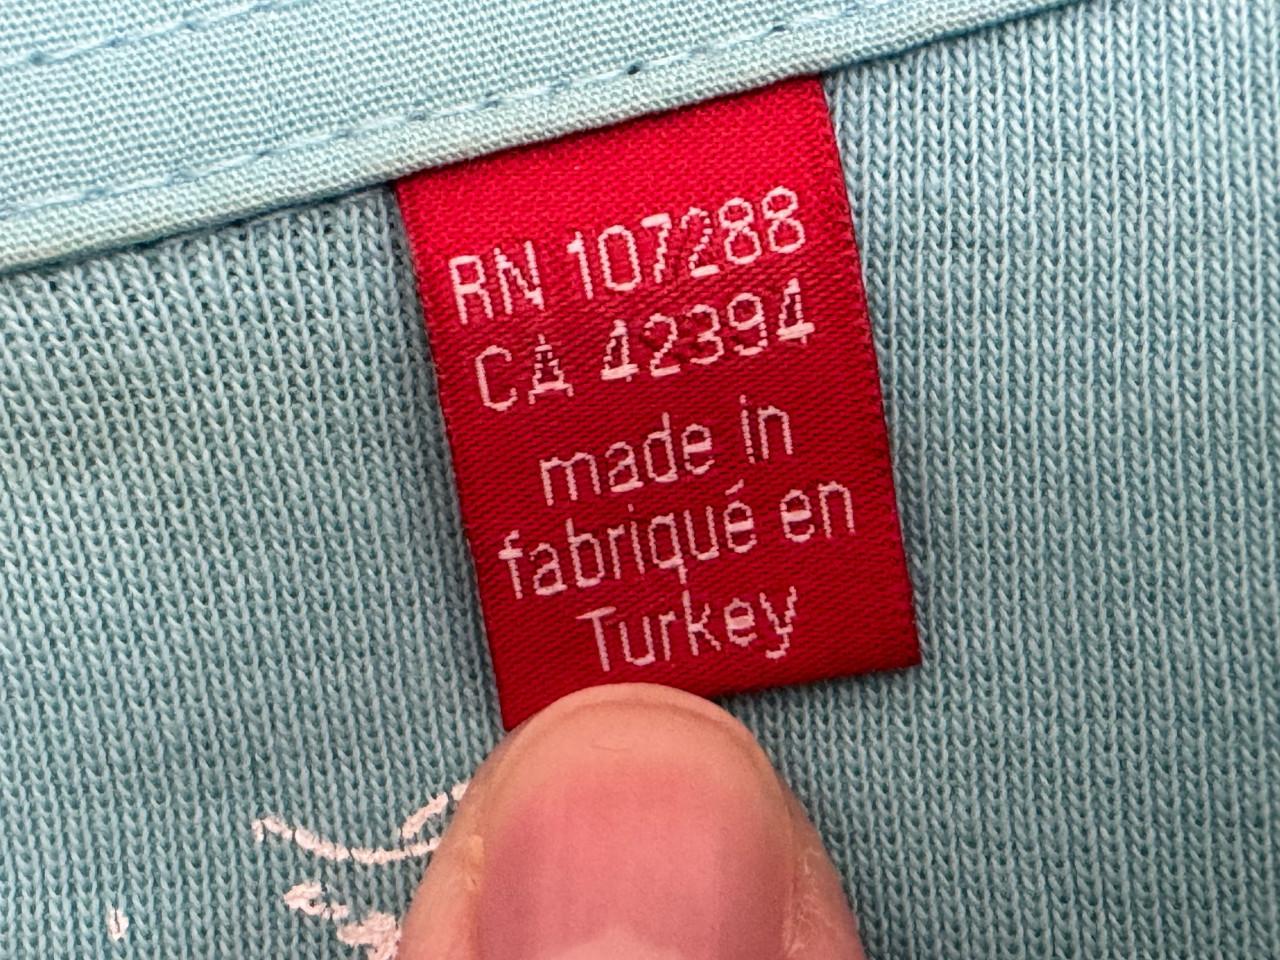 RN 107288
CA 42394
made in
fabriqué en
Turkey